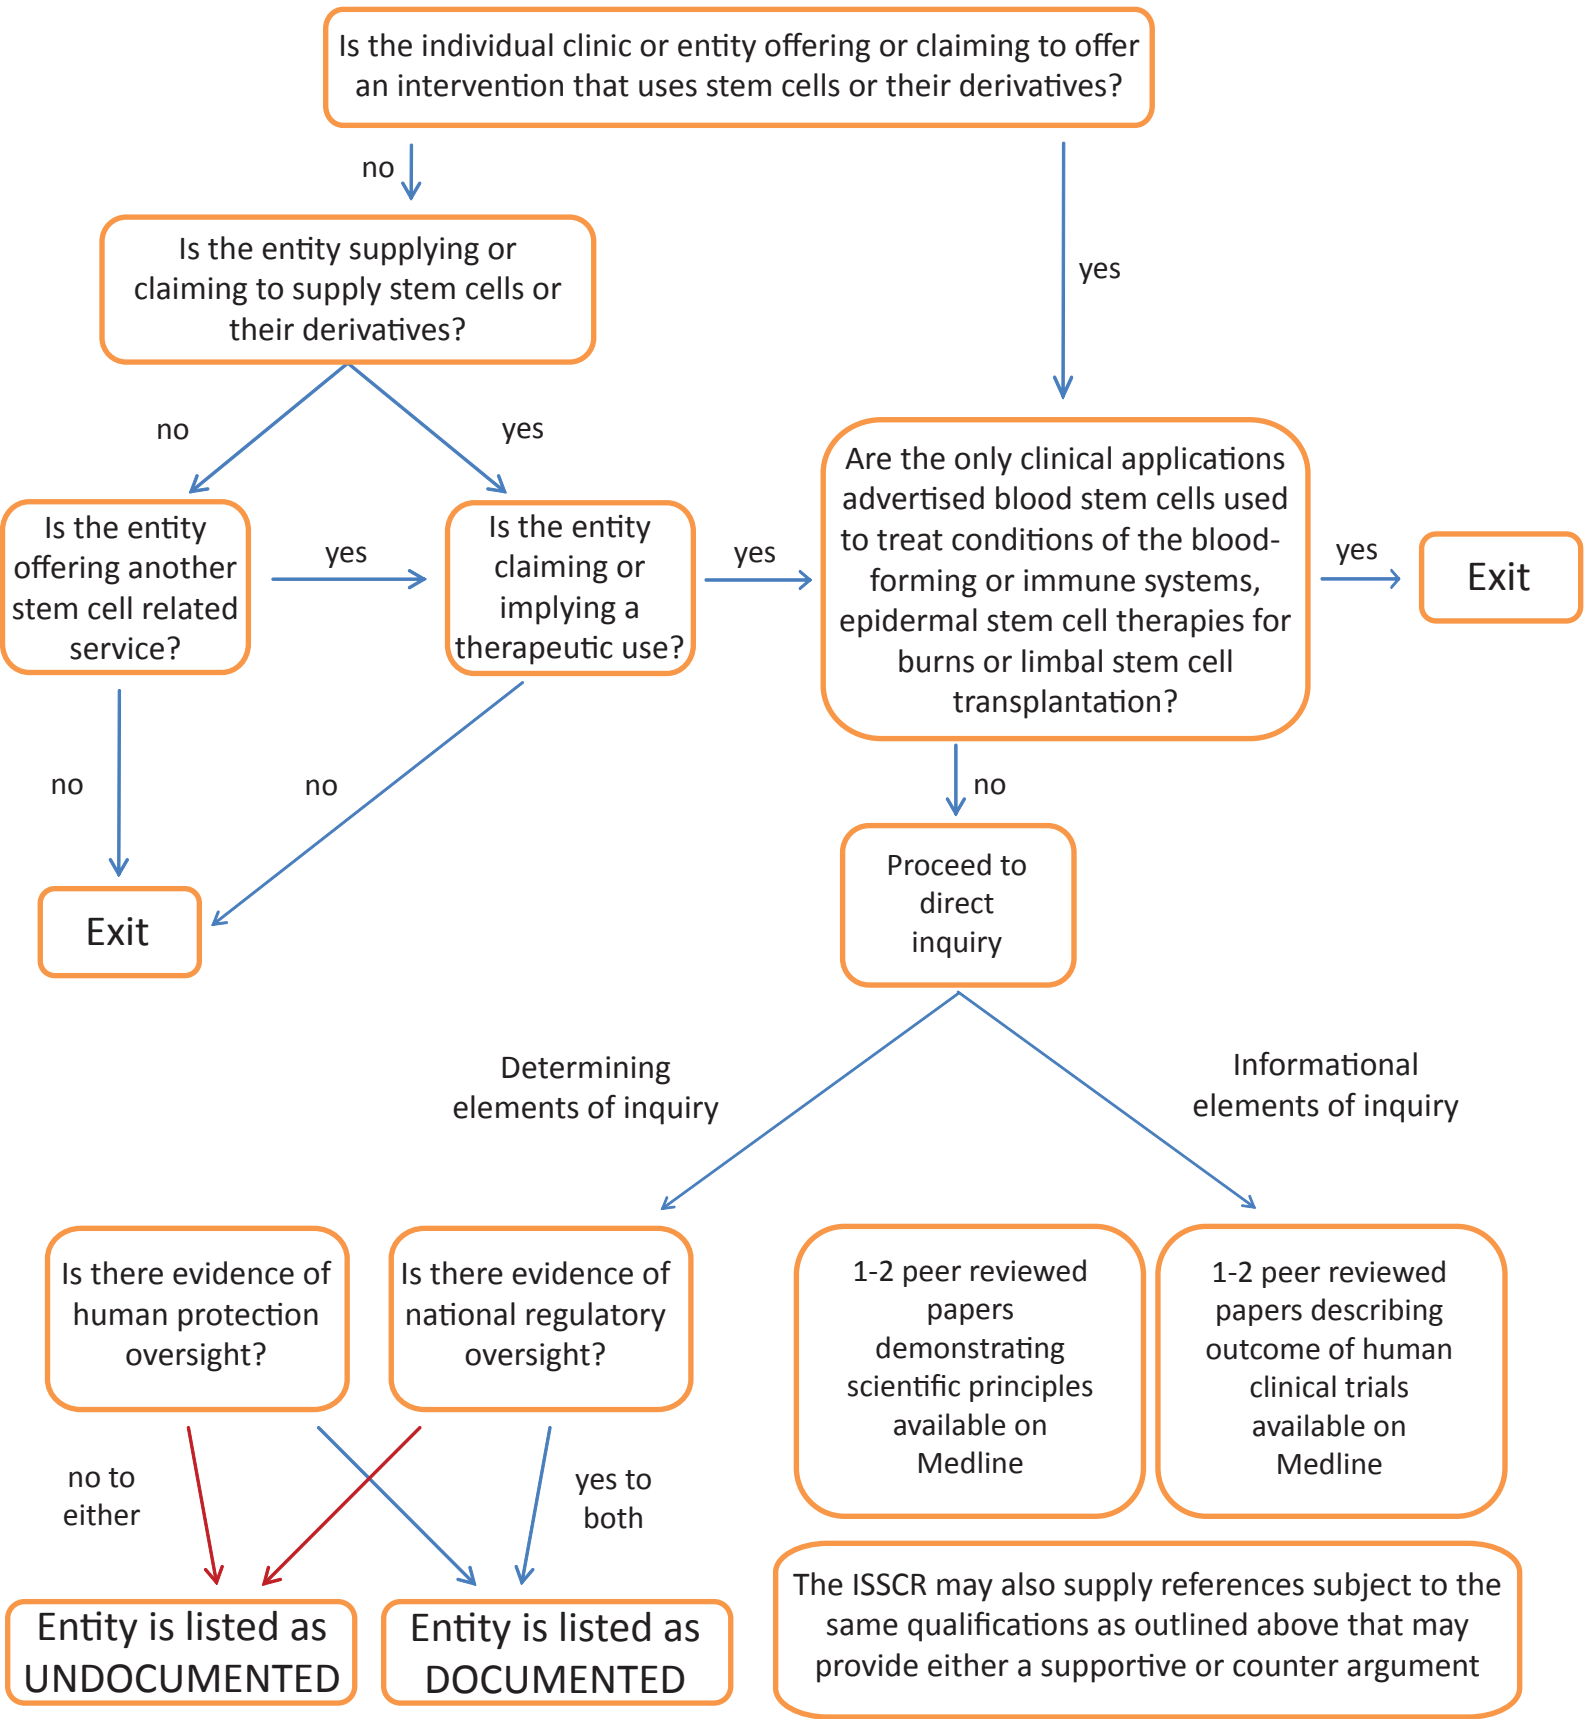 Is the individual clinic or entity offering or claiming to offer
an intervention that uses stem cells or their derivatives?
no
yes
Is the entity supplying or
claiming to supply stem cells or
their derivatives?
no
yes
Is the entity
offering another
stem cell related
service?
yes
Is the entity
claiming or
implying a
therapeutic use?
yes
Are the only clinical applications
advertised blood stem cells used
to treat conditions of the blood-
forming or immune systems,
epidermal stem cell therapies for
burns or limbal stem cell
transplantation?
yes
Exit
no
no
no
Exit
Proceed to
direct
inquiry
Determining
elements of inquiry
Informational
elements of inquiry
Is there evidence of
human protection
oversight?
Is there evidence of
national regulatory
oversight?
1-2 peer reviewed
papers
demonstrating
scientific principles
available on
Medline
1-2 peer reviewed
papers describing
outcome of human
clinical trials
available on
Medline
no to
either
yes to
both
Entity is listed as
UNDOCUMENTED
Entity is listed as
DOCUMENTED
The ISSCR may also supply references subject to the
same qualifications as outlined above that may
provide either a supportive or counter argument